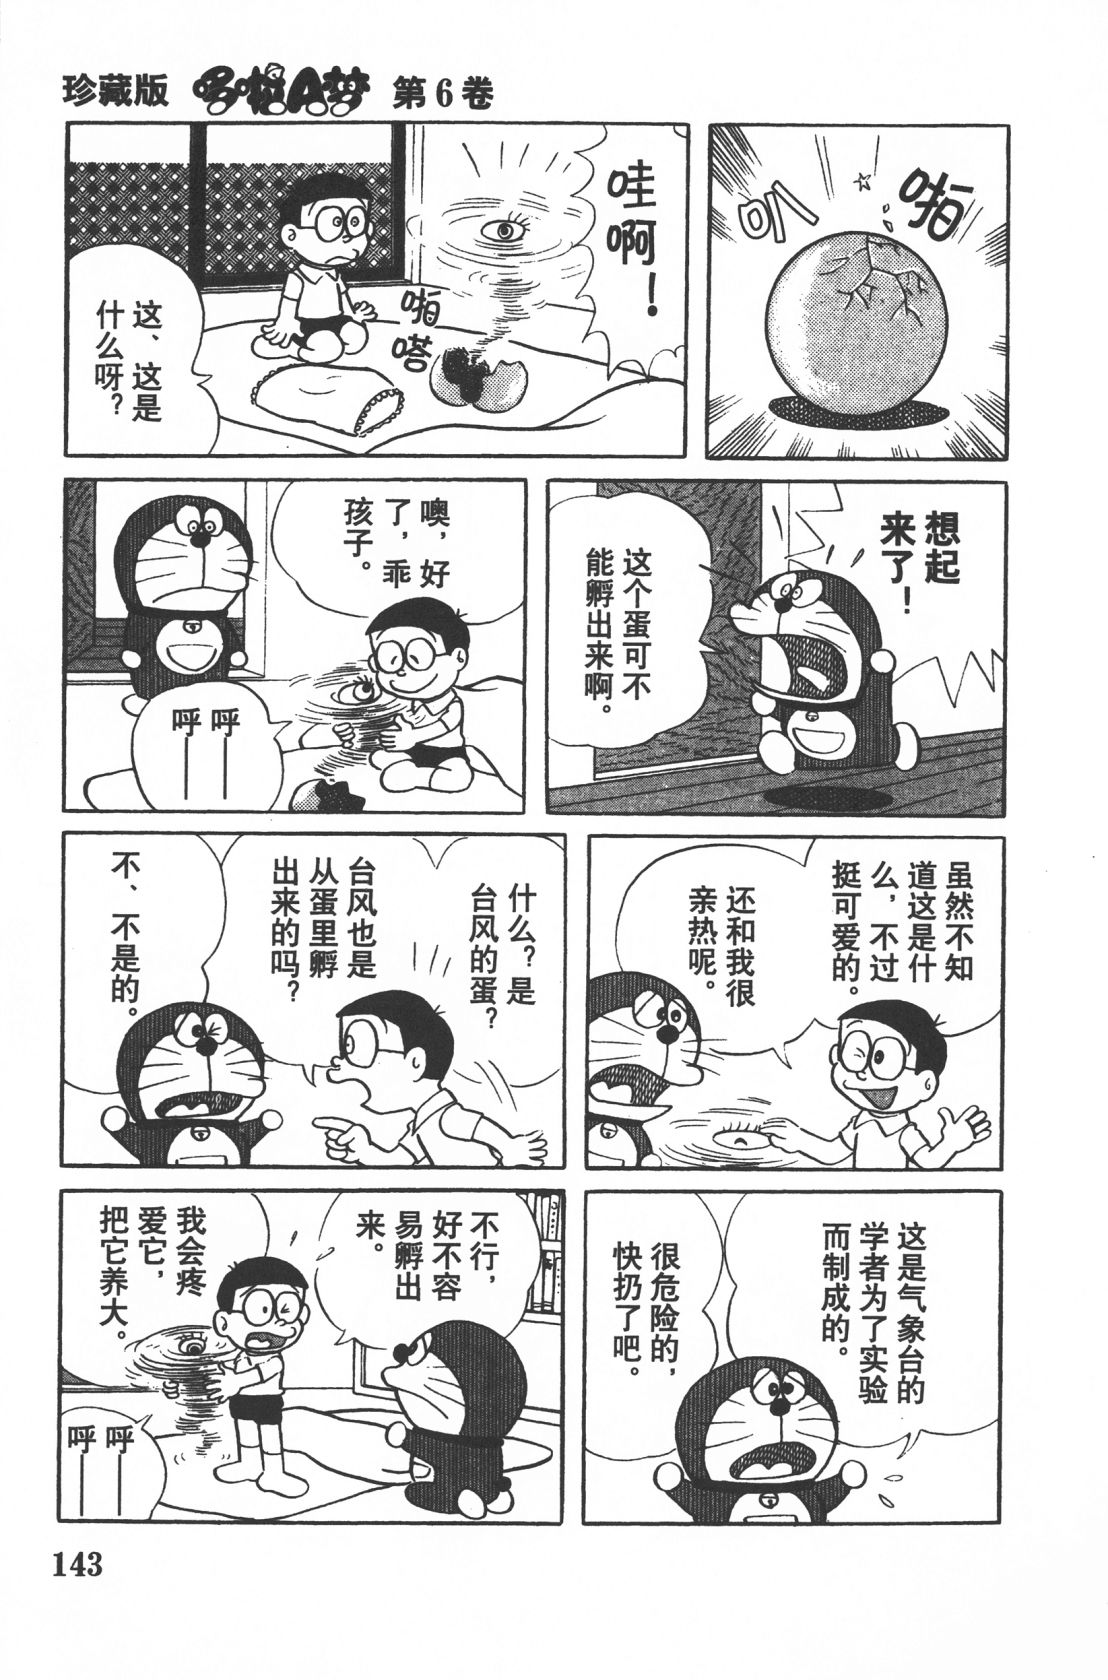 珍藏版 哆啦A梦 第6卷
叭
啪
哇
啊！
啪
嗒
这、这是
什么呀？
想起
来了！
这个蛋可不
能孵出来啊。
噢，好
了，乖
孩子。
呼——
呼——
虽然不知
道这是什
么，不过
挺可爱的。
还和我很
亲热呢。
什么？是
台风的蛋？
台风也是
从蛋里孵
出来的吗？
不、不是的。
这是气象台的
学者为了实验
而制成的。
很危险的，
快扔了吧。
不行，
好不容
易孵出
来。
我会疼
爱它，
把它养大。
呼——
呼——
143